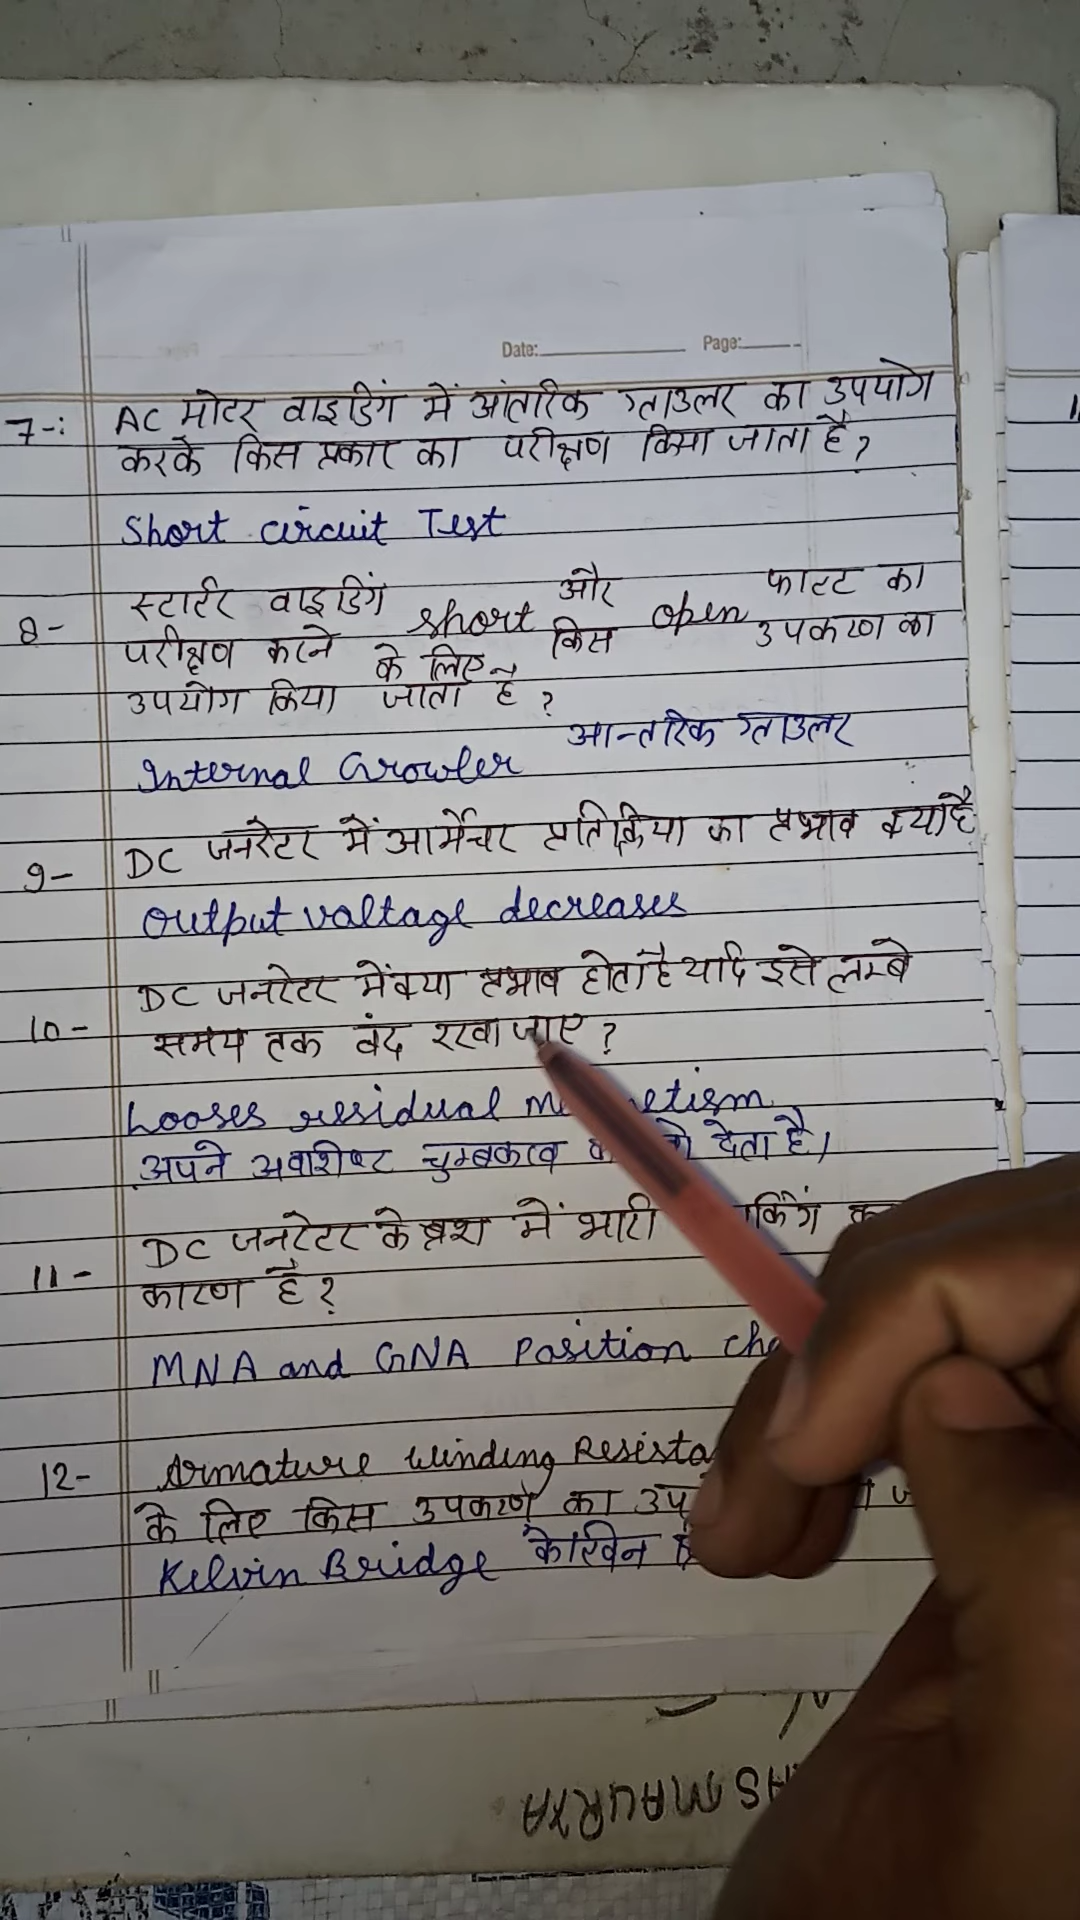 Date: Page:
7-: AC मोटर वाइडिंग में आंतरिक ग्ताउलर का उपयोग
करके किस प्रकार का परीक्षण किया जाता है?
Short circuit Test
8- स्टार्टर वाइडिंग short और open फाल्ट का
परीक्षण करने के लिए किस उपकरण का
उपयोग किया जाता है?
आन्तरिक ग्ताउलर
Internal Growler
9- DC जनरेटर में आर्मेचर प्रतिक्रिया का प्रभाव क्या है
Output voltage decreases
10- DC जनरेटर में क्या प्रभाव होता है यदि इसे लम्बे
समय तक बंद रखा जाए?
Looses residual
अपने अवशिष्ट चुम्बकत्व देता है।
11- DC जनरेटर के ब्रश में भारी
कारण है?
MNA and GNA Position
12- Armature winding
के लिए किस उपकरण का
Kelvin Bridge केल्विन
MAURYA